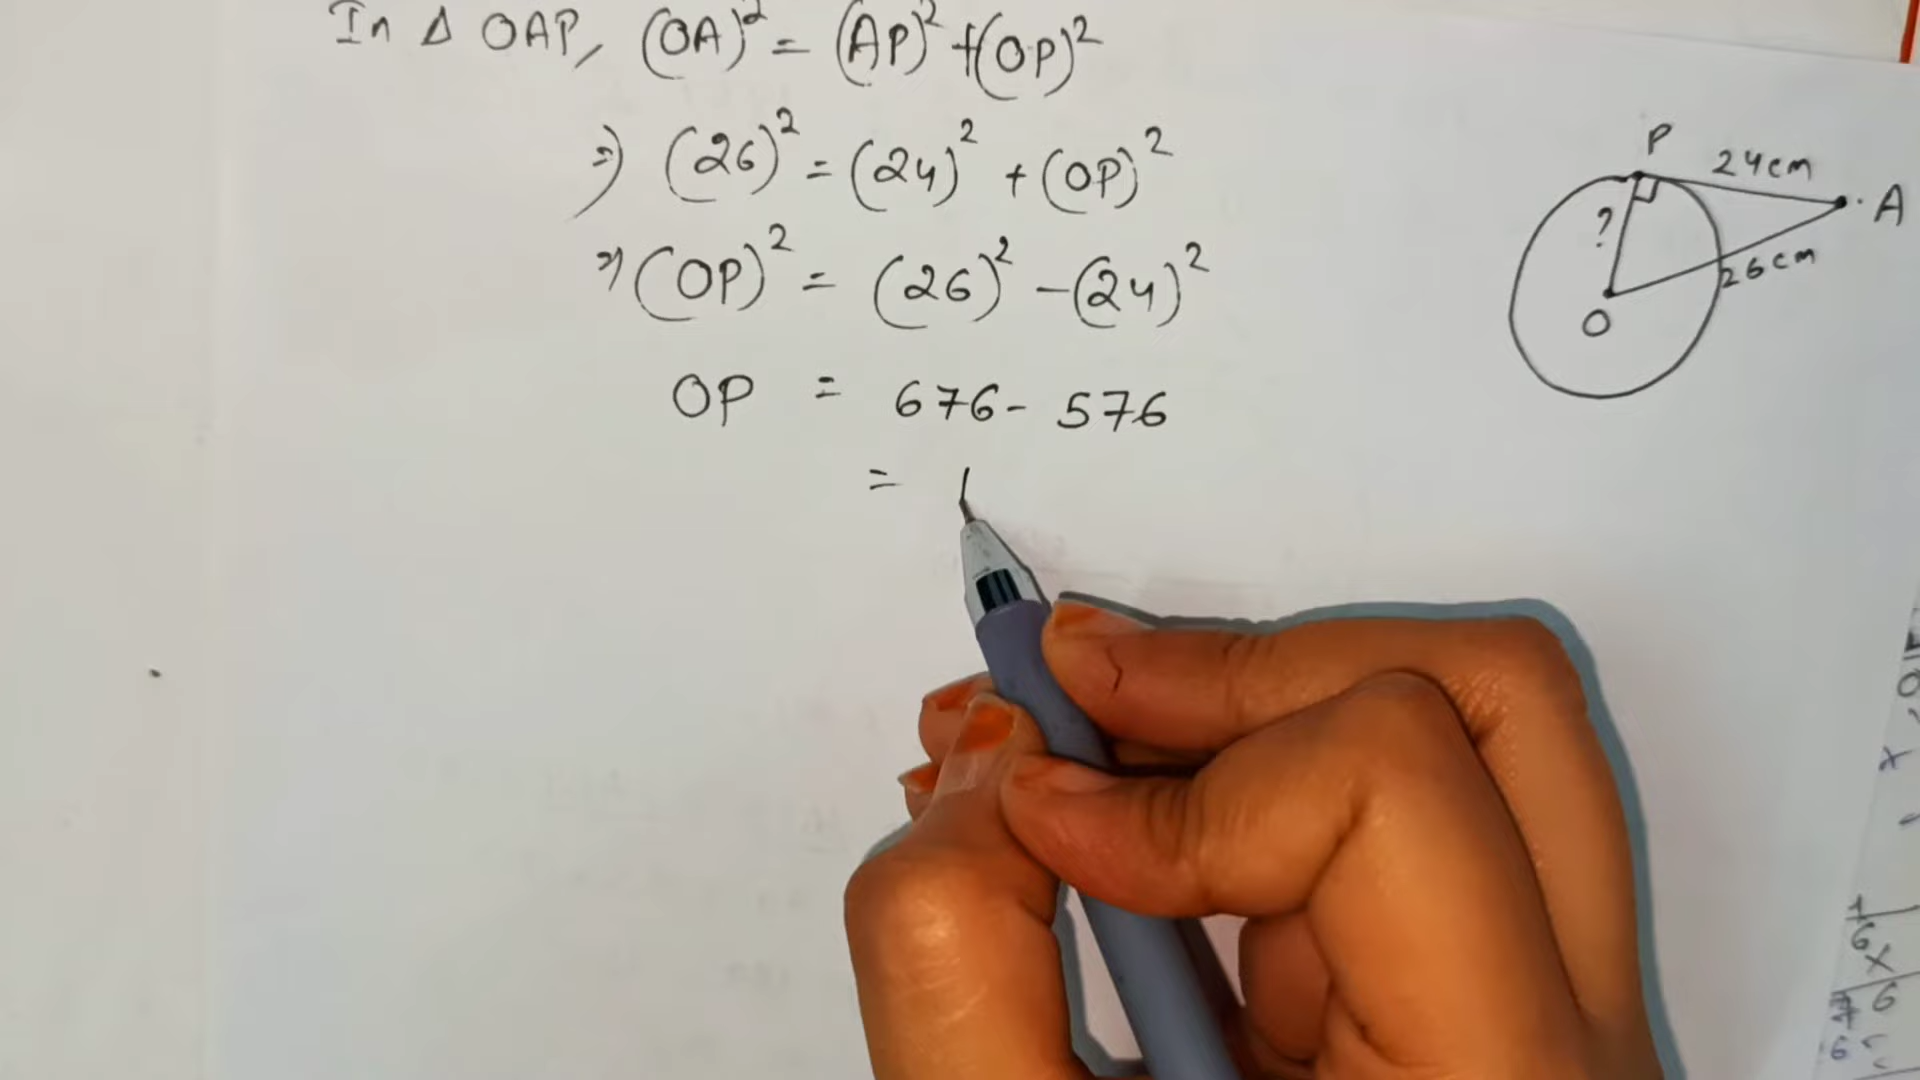 In Δ OAP, (OA)² = (AP)² + (OP)²
⇒ (26)² = (24)² + (OP)²
⇒ (OP)² = (26)² - (24)²
OP = 676 - 576
=
P
24cm
A
?
26cm
O